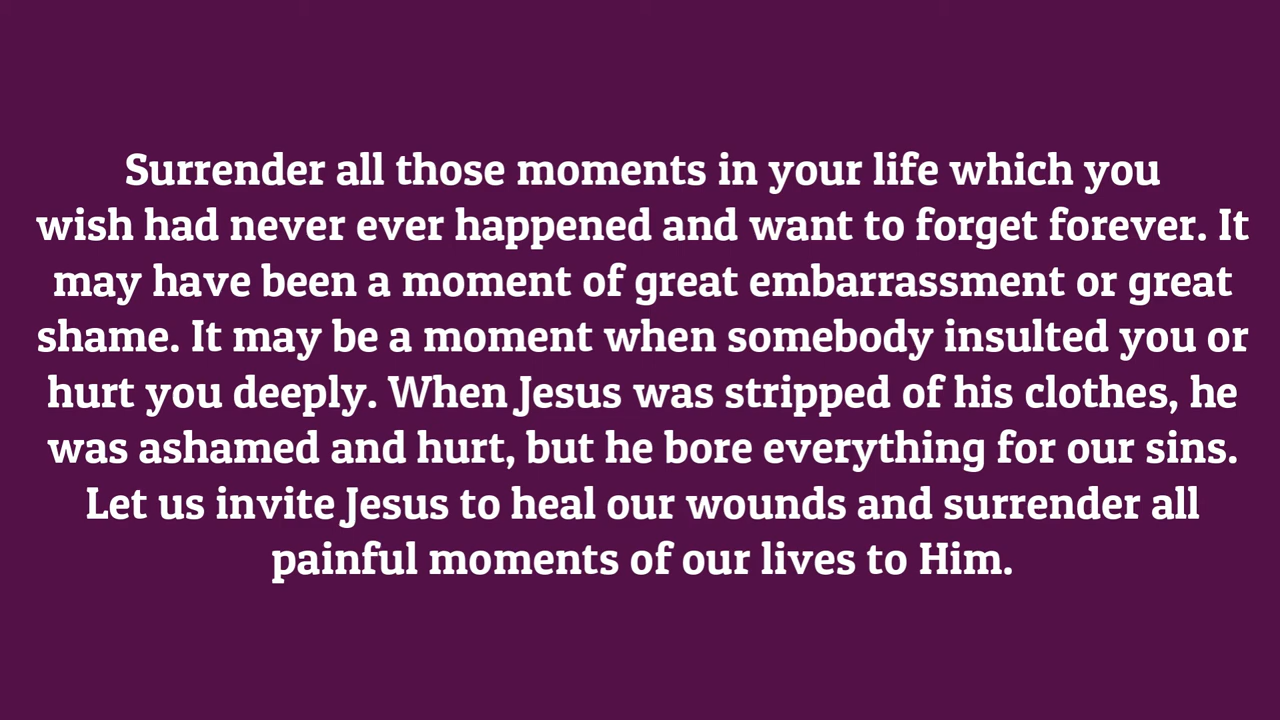 Surrender all those moments in your life which you
wish had never ever happened and want to forget forever. It
may have been a moment of great embarrassment or great
shame. It may be a moment when somebody insulted you or
hurt you deeply. When Jesus was stripped of his clothes, he
was ashamed and hurt, but he bore everything for our sins.
Let us invite Jesus to heal our wounds and surrender all
painful moments of our lives to Him.